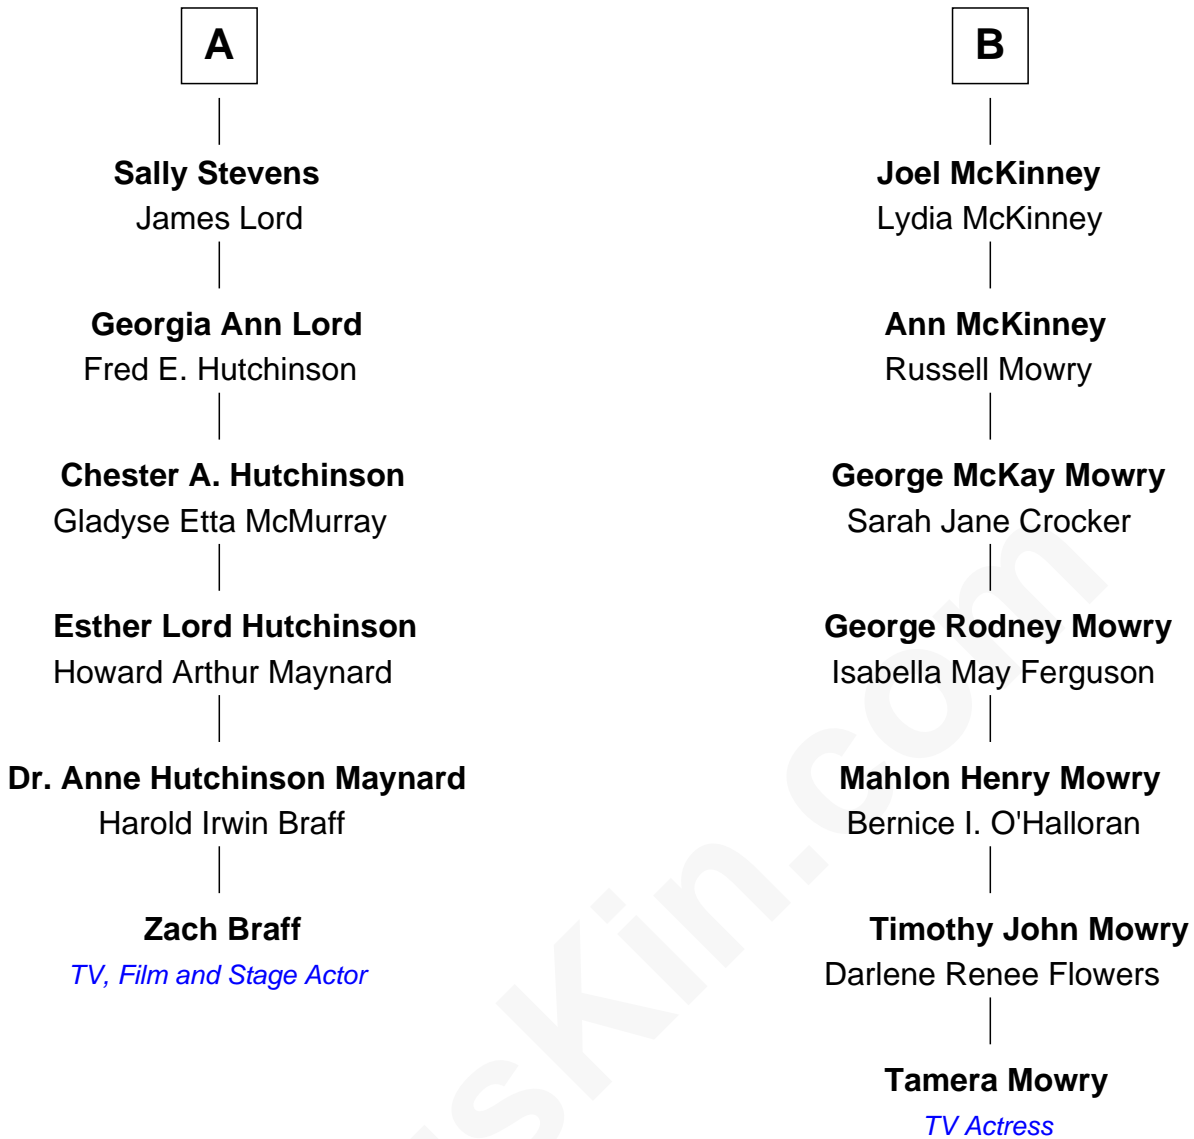 A
Sally Stevens
James Lord
Georgia Ann Lord
Fred E. Hutchinson
Chester A. Hutchinson
Gladyse Etta McMurray
Esther Lord Hutchinson
Howard Arthur Maynard
Dr. Anne Hutchinson Maynard
Harold Irwin Braff
Zach Braff
TV, Film and Stage Actor
B
Joel McKinney
Lydia McKinney
Ann McKinney
Russell Mowry
George McKay Mowry
Sarah Jane Crocker
George Rodney Mowry
Isabella May Ferguson
Mahlon Henry Mowry
Bernice I. O'Halloran
Timothy John Mowry
Darlene Renee Flowers
Tamera Mowry
TV Actress
usKin.com